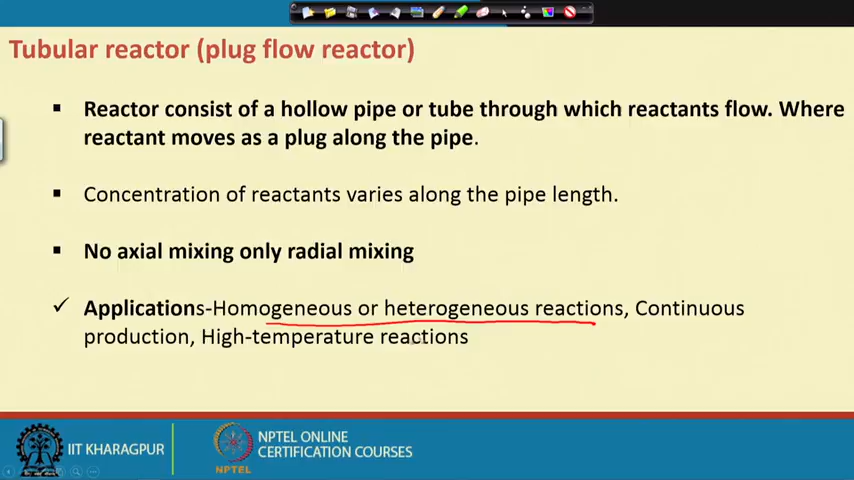 Tubular reactor (plug flow reactor)
▪ Reactor consist of a hollow pipe or tube through which reactants flow. Where
reactant moves as a plug along the pipe.
▪ Concentration of reactants varies along the pipe length.
▪ No axial mixing only radial mixing
✓ Applications-Homogeneous or heterogeneous reactions, Continuous
production, High-temperature reactions
IIT KHARAGPUR
NPTEL
NPTEL ONLINE
CERTIFICATION COURSES